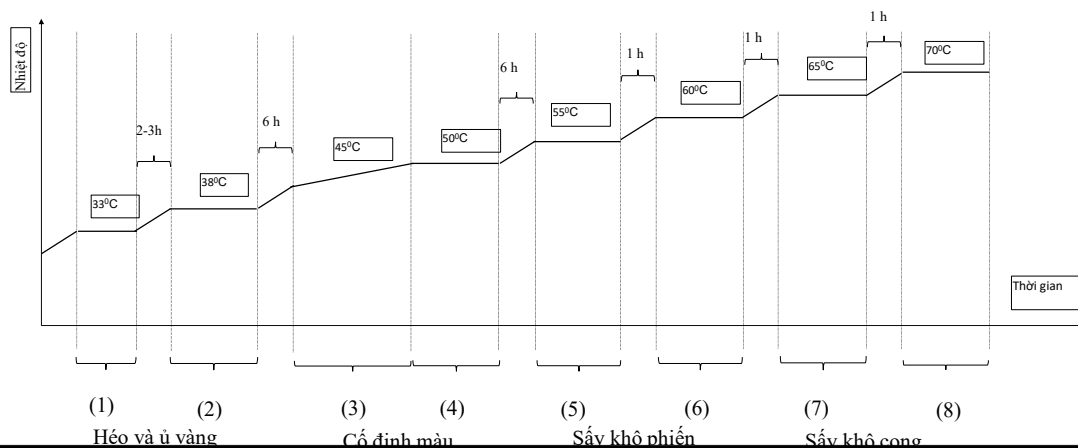 Nhiệt độ
1 h
1 h
70⁰C
1 h
65⁰C
6 h
60⁰C
55⁰C
2-3h
6 h
50⁰C
45⁰C
38⁰C
33⁰C
Thời gian
(1) (2) (3) (4) (5) (6) (7) (8)
Héo và ủ vàng Cố định màu Sấy khô phiến Sấy khô cọng